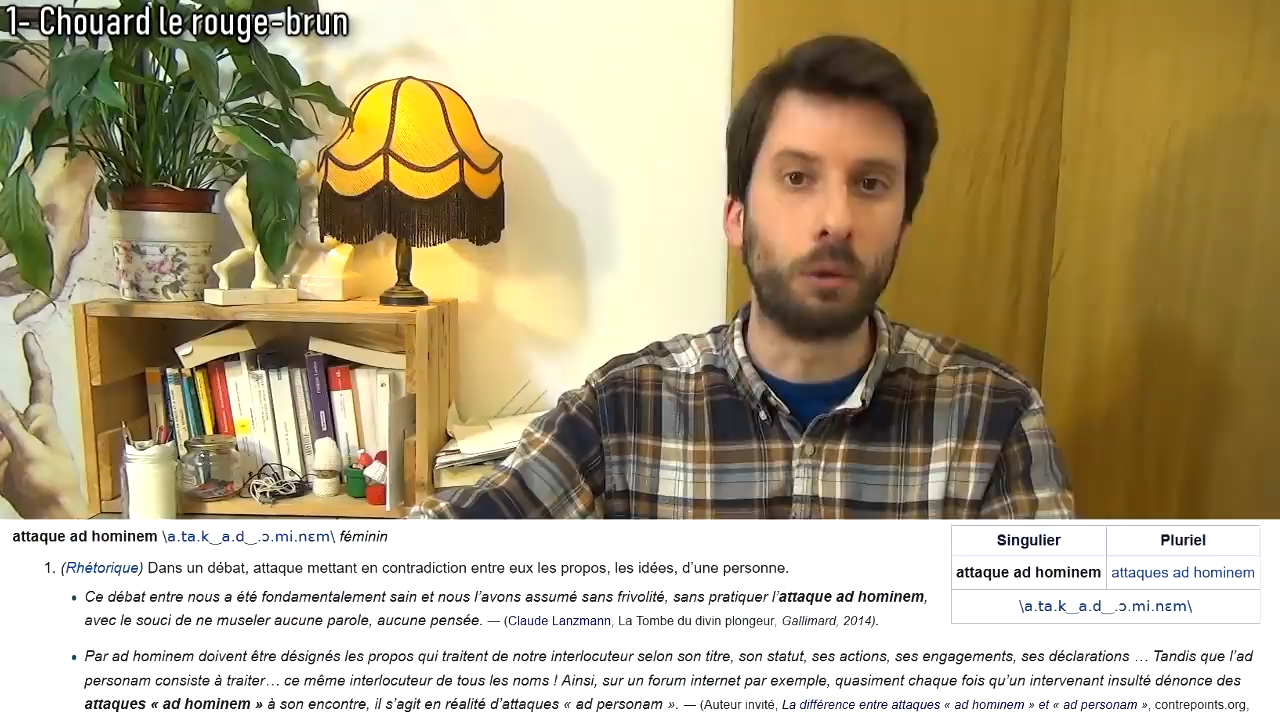 1- Chouard le rouge-brun
attaque ad hominem \a.ta.k‿a.d‿.ɔ.mi.nɛm\ féminin
Singulier Pluriel
attaque ad hominem attaques ad hominem
\a.ta.k‿a.d‿.ɔ.mi.nɛm\
1. (Rhétorique) Dans un débat, attaque mettant en contradiction entre eux les propos, les idées, d’une personne.
• Ce débat entre nous a été fondamentalement sain et nous l’avons assumé sans frivolité, sans pratiquer l’attaque ad hominem,
avec le souci de ne museler aucune parole, aucune pensée. — (Claude Lanzmann, La Tombe du divin plongeur, Gallimard, 2014).
• Par ad hominem doivent être désignés les propos qui traitent de notre interlocuteur selon son titre, son statut, ses actions, ses engagements, ses déclarations … Tandis que l’ad
personam consiste à traiter… ce même interlocuteur de tous les noms ! Ainsi, sur un forum internet par exemple, quasiment chaque fois qu’un intervenant insulté dénonce des
attaques « ad hominem » à son encontre, il s’agit en réalité d’attaques « ad personam ». — (Auteur invité, La différence entre attaques « ad hominem » et « ad personam », contrepoints.org,